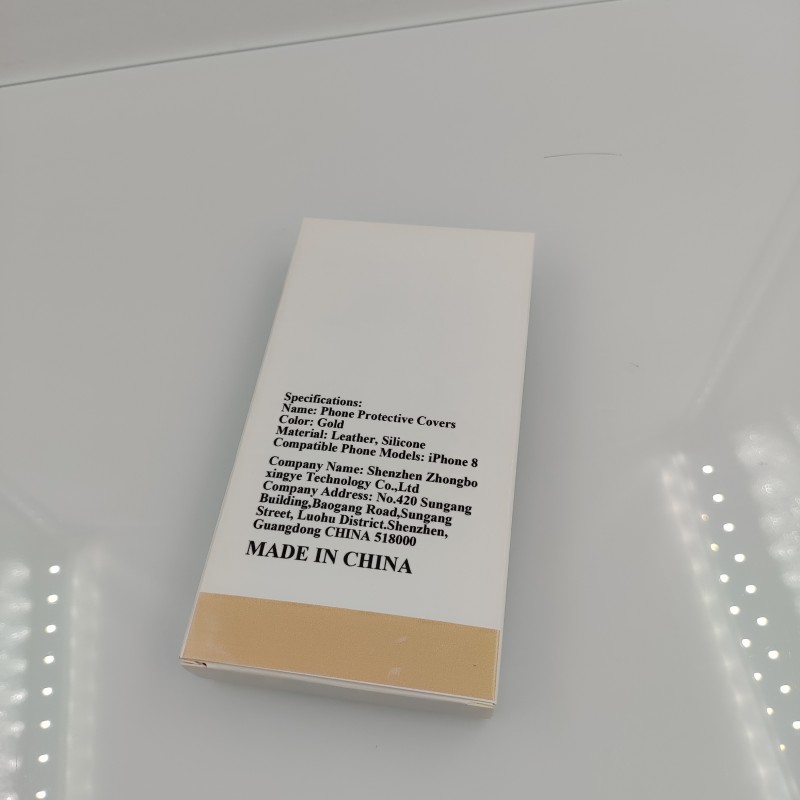 Specifications:
Name: Phone Protective Covers
Color: Gold
Material: Leather, Silicone
Compatible Phone Models: iPhone 8
Company Name: Shenzhen Zhongbo
xingye Technology Co.,Ltd
Company Address: No.420 Sungang
Building,Baogang Road,Sungang
Street, Luohu District.Shenzhen,
Guangdong CHINA 518000
MADE IN CHINA